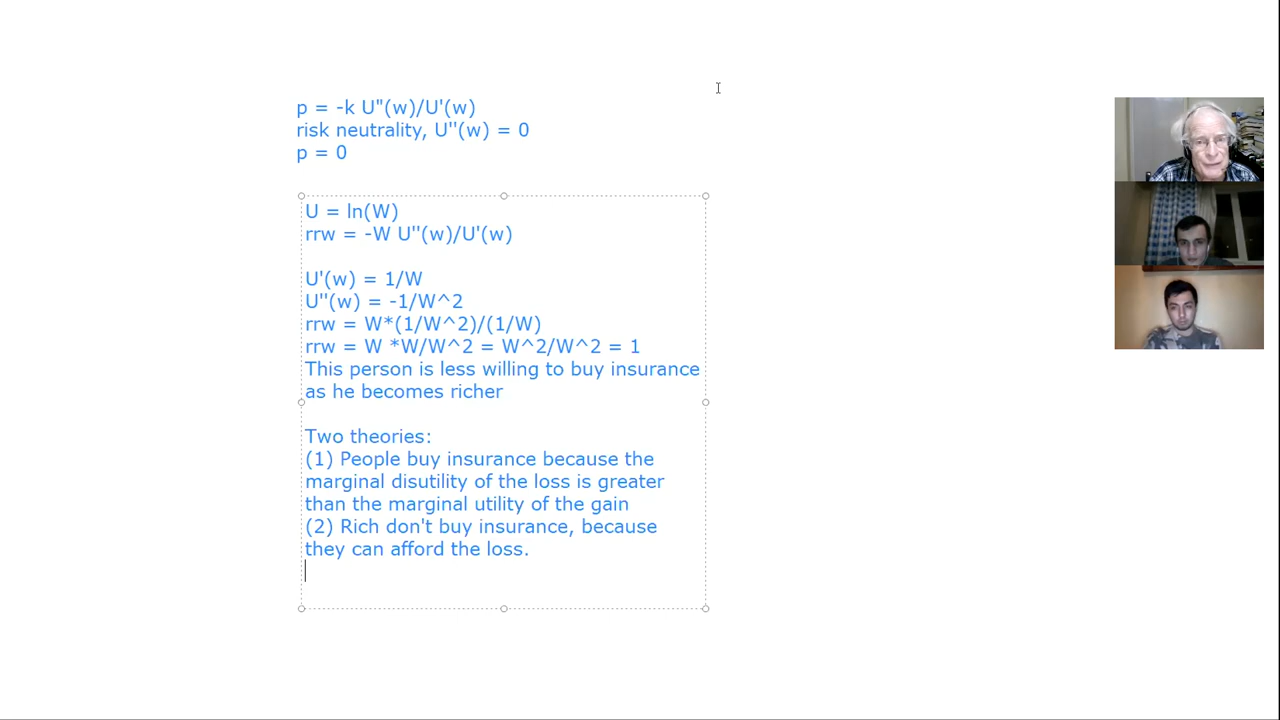 p = -k U"(w)/U'(w)
risk neutrality, U''(w) = 0
p = 0
U = ln(W)
rrw = -W U''(w)/U'(w)
U'(w) = 1/W
U''(w) = -1/W^2
rrw = W*(1/W^2)/(1/W)
rrw = W *W/W^2 = W^2/W^2 = 1
This person is less willing to buy insurance
as he becomes richer
Two theories:
(1) People buy insurance because the
marginal disutility of the loss is greater
than the marginal utility of the gain
(2) Rich don't buy insurance, because
they can afford the loss.